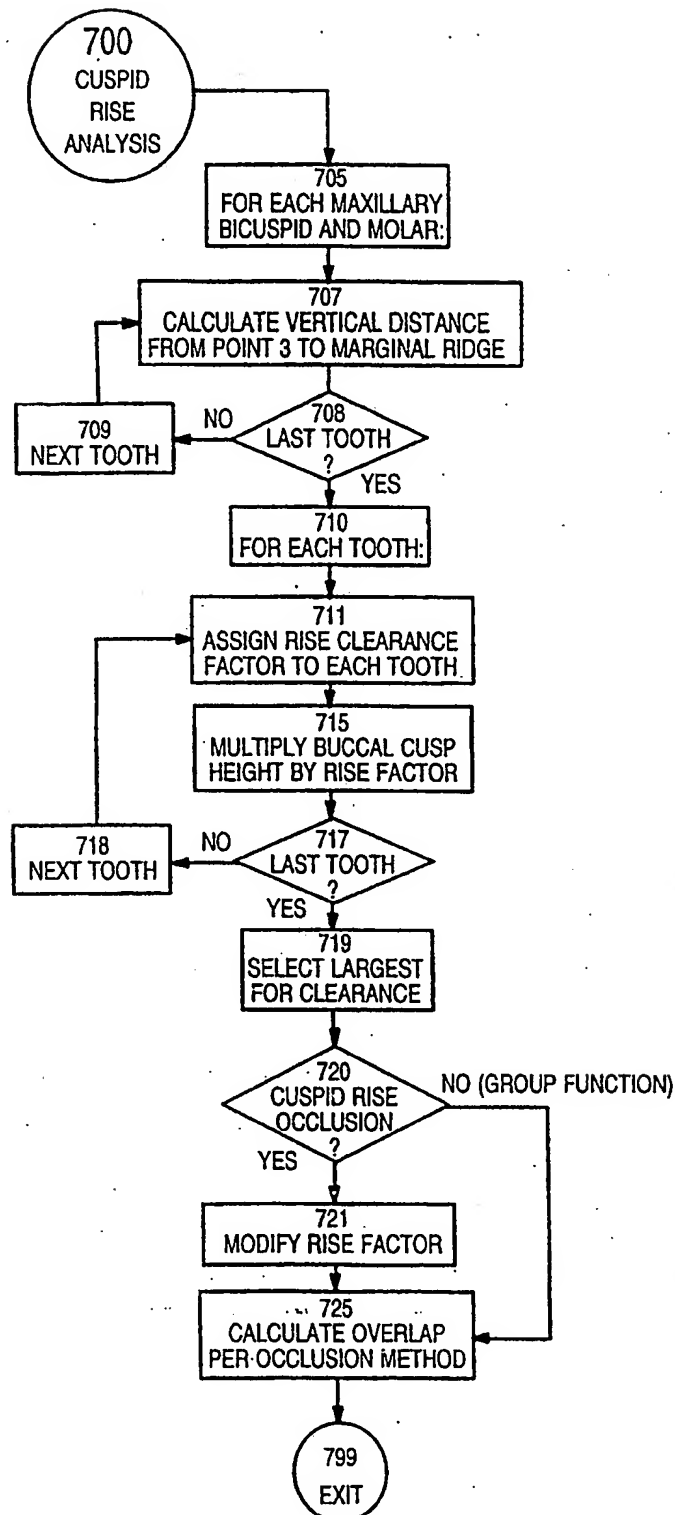 700
CUSPID
RISE
ANALYSIS
705
FOR EACH MAXILLARY
BICUSPID AND MOLAR:
707
CALCULATE VERTICAL DISTANCE
FROM POINT 3 TO MARGINAL RIDGE
708
LAST TOOTH
?
NO
709
NEXT TOOTH
YES
710
FOR EACH TOOTH:
711
ASSIGN RISE CLEARANCE
FACTOR TO EACH TOOTH
715
MULTIPLY BUCCAL CUSP
HEIGHT BY RISE FACTOR
717
LAST TOOTH
?
NO
718
NEXT TOOTH
YES
719
SELECT LARGEST
FOR CLEARANCE
720
CUSPID RISE
OCCLUSION
?
NO (GROUP FUNCTION)
YES
721
MODIFY RISE FACTOR
725
CALCULATE OVERLAP
PER OCCLUSION METHOD
799
EXIT